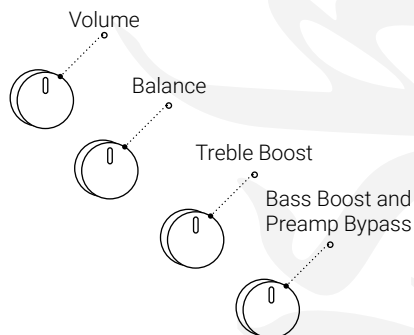 Volume
Balance
Treble Boost
Bass Boost and
Preamp Bypass